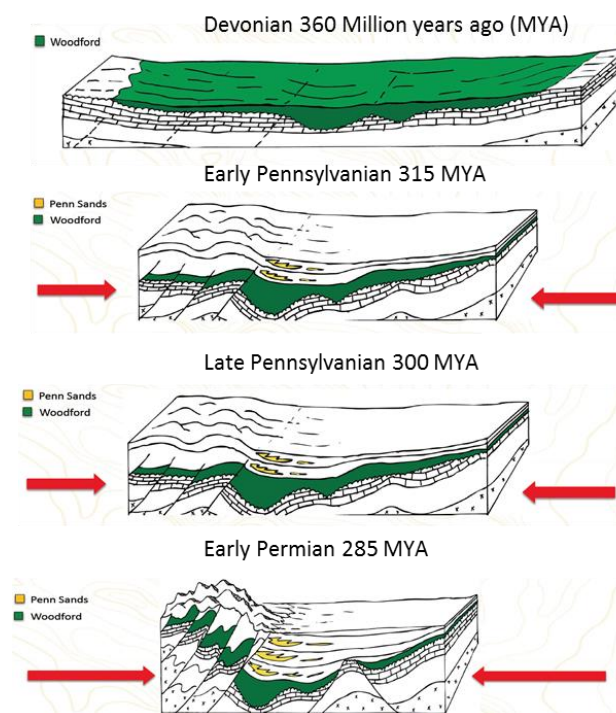 Devonian 360 Million years ago (MYA)
Woodford
Early Pennsylvanian 315 MYA
Penn Sands
Woodford
Late Pennsylvanian 300 MYA
Penn Sands
Woodford
Early Permian 285 MYA
Penn Sands
Woodford